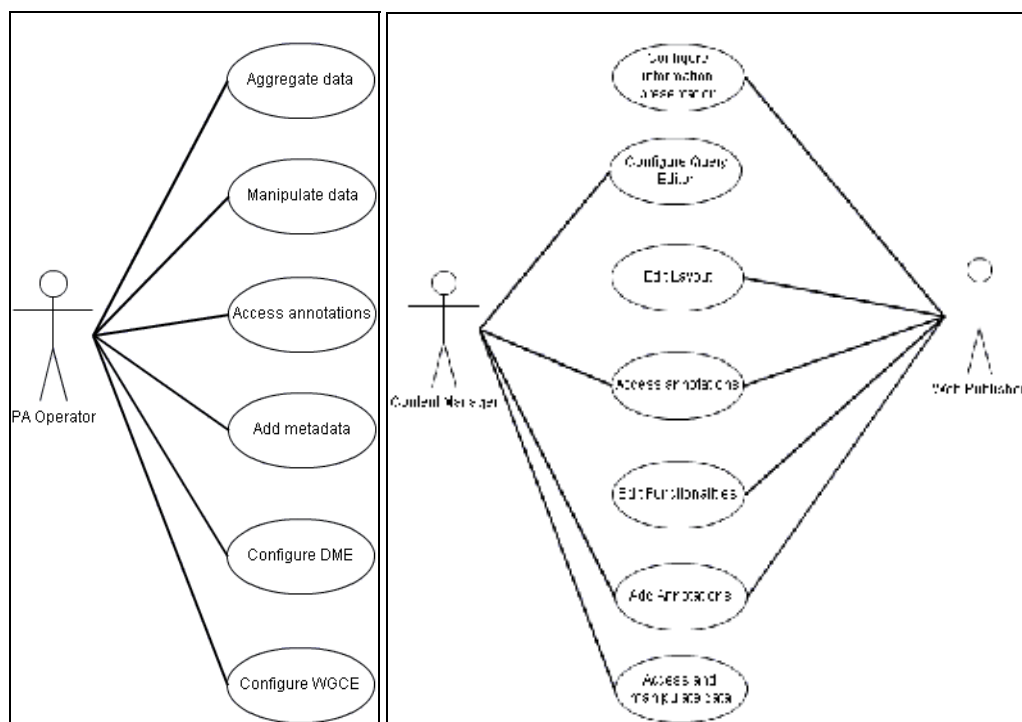 Aggregate data
Manipulate data
Access annotations
Add metadata
Configure DME
Configure WGCE
PA Operator
Configure
information
presentation
Configure Query
Editor
Edit Layout
Access annotations
Edit Functionalities
Add Annotations
Access and
manipulate data
Content Manager
Web Publisher